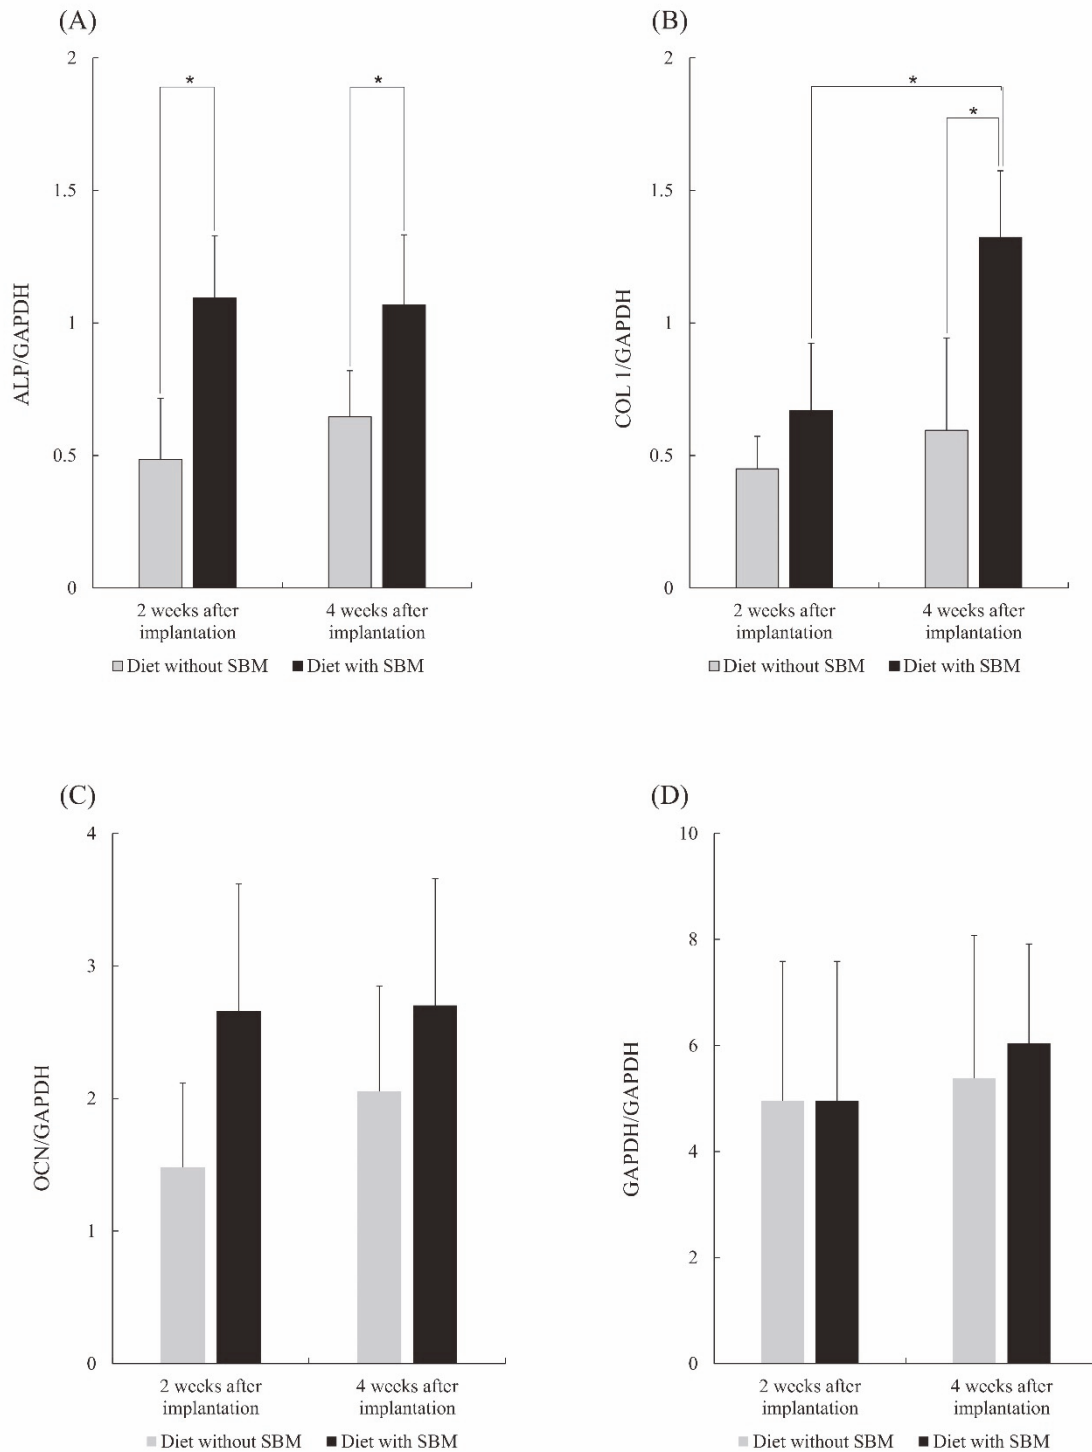 (A)
2
1.5
1
0.5
0
ALP/GAPDH
*
*
2 weeks after
implantation
4 weeks after
implantation
Diet without SBM
Diet with SBM
(B)
2
1.5
1
0.5
0
COL 1/GAPDH
*
*
2 weeks after
implantation
4 weeks after
implantation
Diet without SBM
Diet with SBM
(C)
4
3
2
1
0
OCN/GAPDH
2 weeks after
implantation
4 weeks after
implantation
Diet without SBM
Diet with SBM
(D)
10
8
6
4
2
0
GAPDH/GAPDH
2 weeks after
implantation
4 weeks after
implantation
Diet without SBM
Diet with SBM